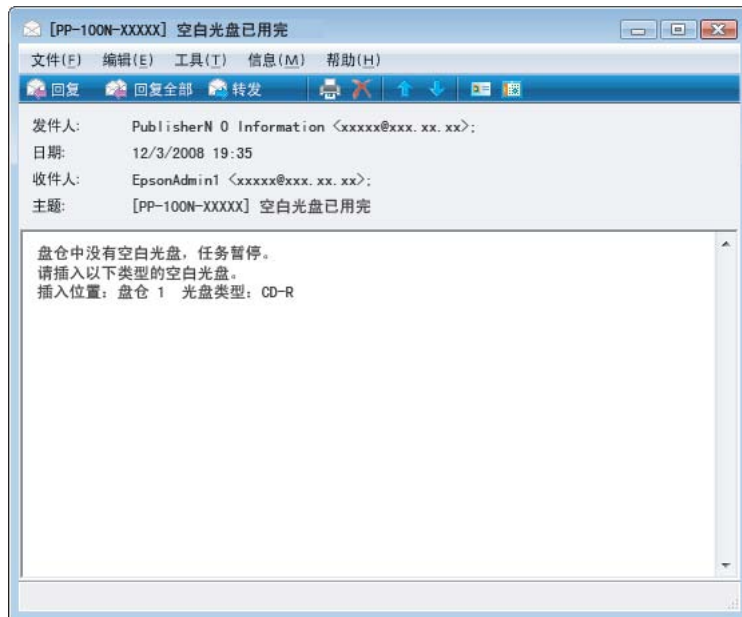 [PP-100N-XXXXX] 空白光盘已用完
文件(F) 编辑(E) 工具(T) 信息(M) 帮助(H)
回复 回复全部 转发
发件人: PublisherN O Information <xxxxx@xxx.xx.xx>;
日期: 12/3/2008 19:35
收件人: EpsonAdmin1 <xxxxx@xxx.xx.xx>;
主题: [PP-100N-XXXXX] 空白光盘已用完
盘仓中没有空白光盘，任务暂停。
请插入以下类型的空白光盘。
插入位置：盘仓 1 光盘类型：CD-R